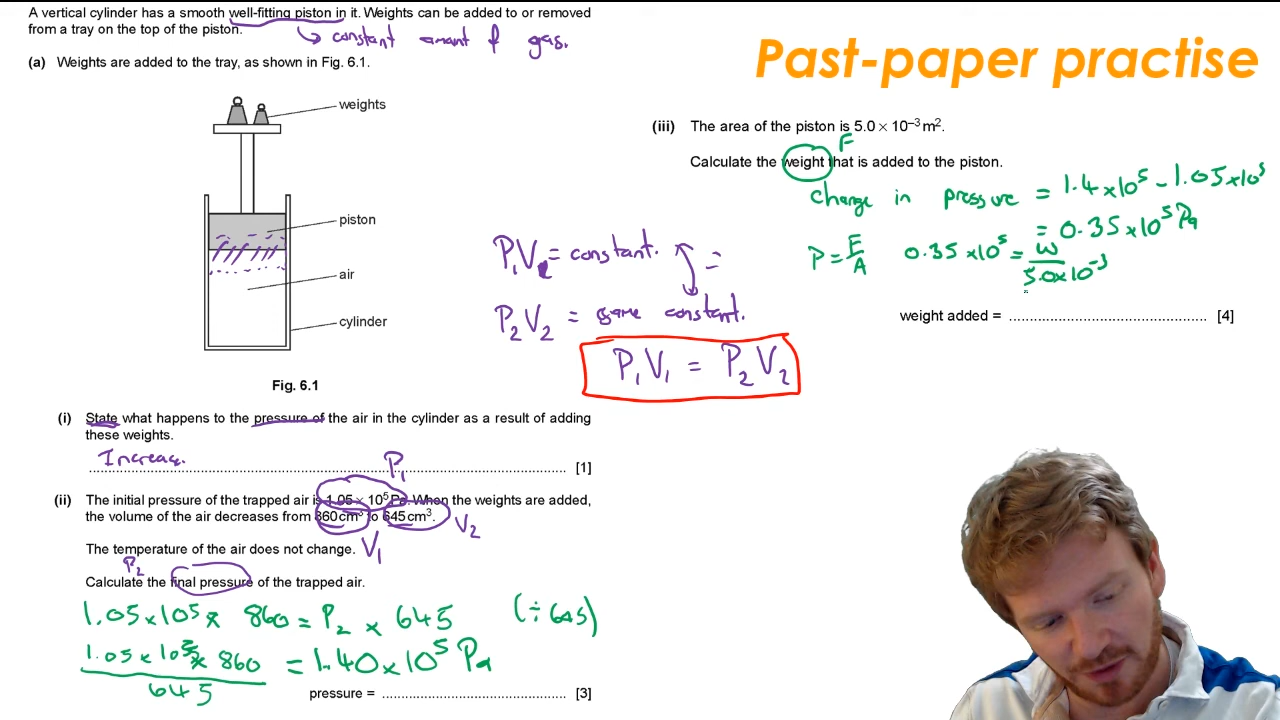 A vertical cylinder has a smooth well-fitting piston in it. Weights can be added to or removed
from a tray on the top of the piston.
↳ constant amant of gas.
(a) Weights are added to the tray, as shown in Fig. 6.1.
weights
piston
air
cylinder
Fig. 6.1
(i) State what happens to the pressure of the air in the cylinder as a result of adding
these weights.
Increase.
[1]
P₁
(ii) The initial pressure of the trapped air is 1.05 × 10⁵ Pa. When the weights are added,
the volume of the air decreases from 860 cm³ to 645 cm³.
V₂
The temperature of the air does not change.
V₁
P₂
Calculate the final pressure of the trapped air.
1.05×10⁵ × 860 = P₂ × 645 (÷645)
1.05×10⁵ × 860
645
= 1.40×10⁵ Pa
pressure = ............................................. [3]
P₁V₁ = constant. =
P₂V₂ = same constant.
P₁V₁ = P₂V₂
Past-paper practise
(iii) The area of the piston is 5.0 × 10⁻³ m².
F
Calculate the weight that is added to the piston.
change in pressure = 1.4×10⁵ - 1.05×10⁵
= 0.35×10⁵ Pa
P = F/A 0.35×10⁵ = w
5.0×10⁻³
weight added = ............................................. [4]